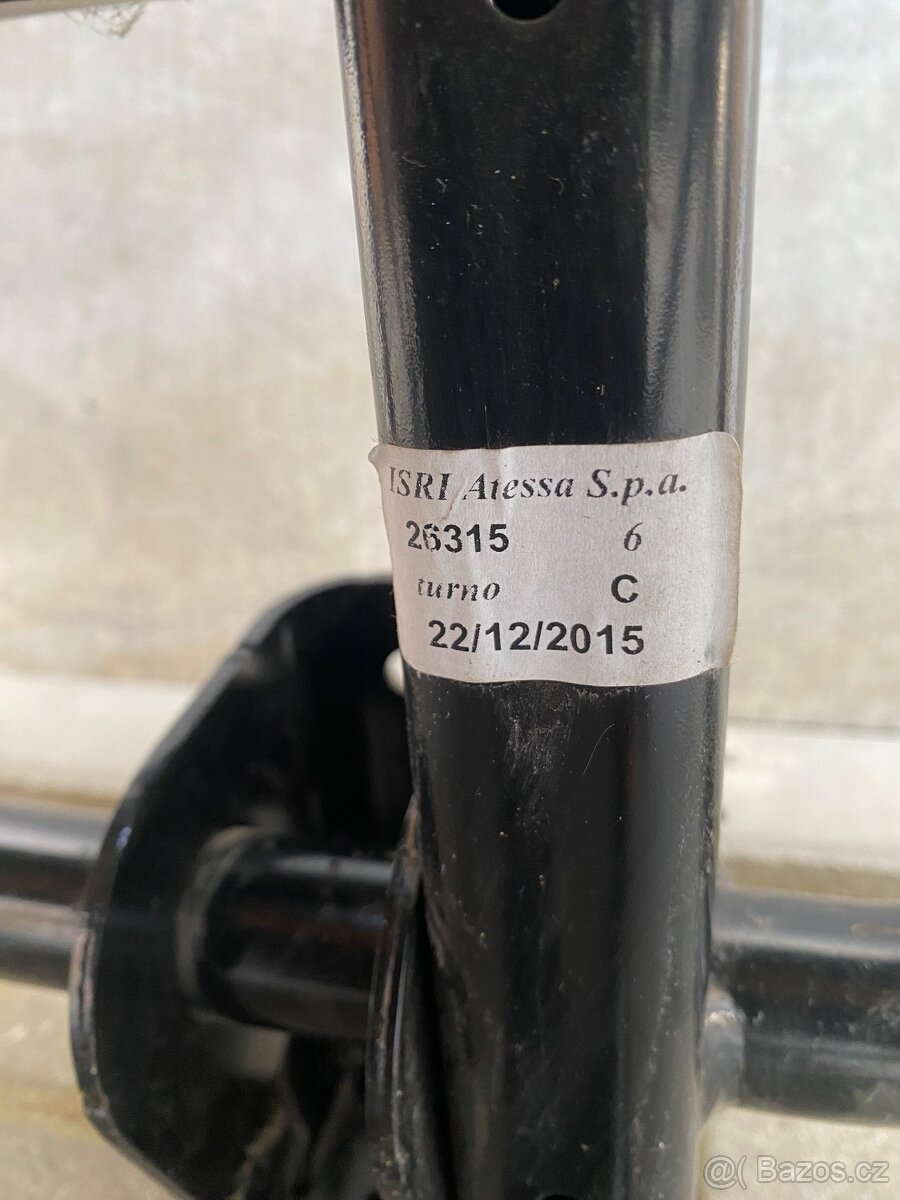 ISRI Atessa S.p.a.
26315 6
turno C
22/12/2015
@( Bazos.cz